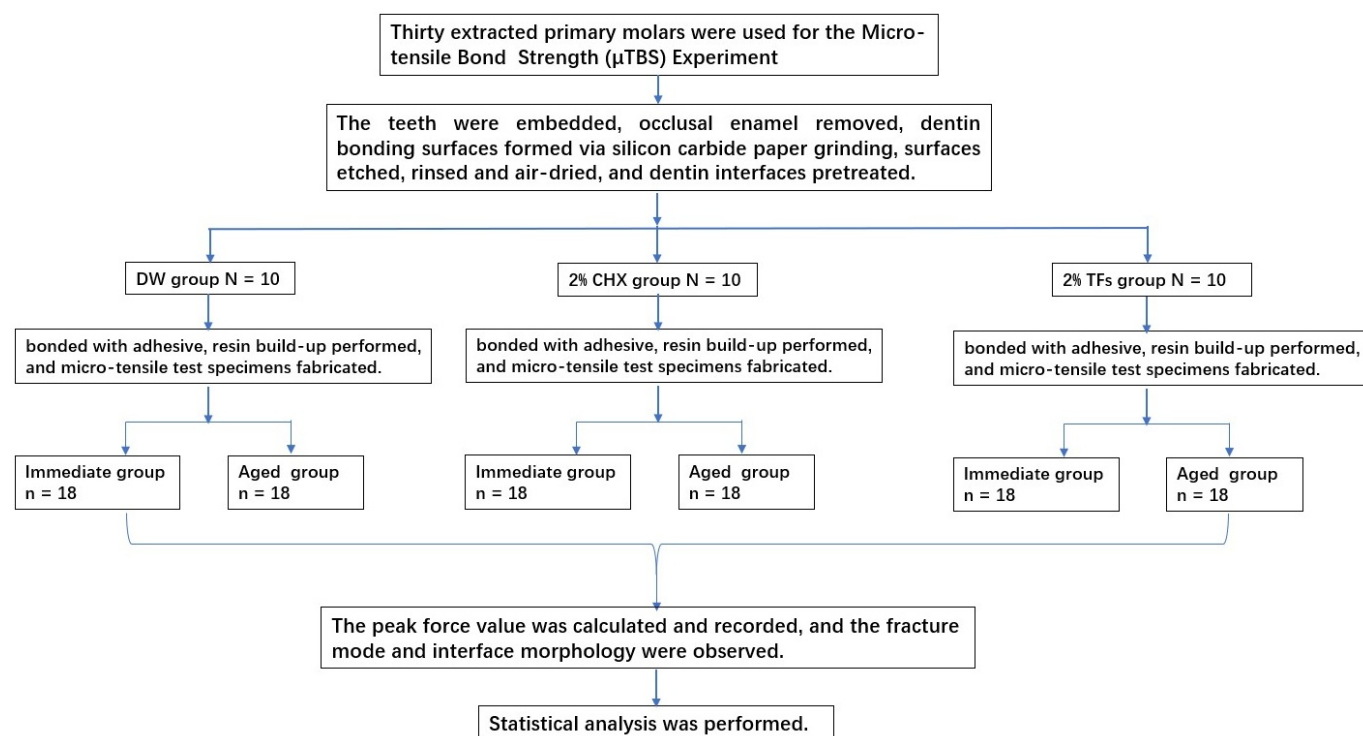 Thirty extracted primary molars were used for the Micro-
tensile Bond Strength (μTBS) Experiment
The teeth were embedded, occlusal enamel removed, dentin
bonding surfaces formed via silicon carbide paper grinding, surfaces
etched, rinsed and air-dried, and dentin interfaces pretreated.
DW group N = 10
2% CHX group N = 10
2% TFs group N = 10
bonded with adhesive, resin build-up performed,
and micro-tensile test specimens fabricated.
bonded with adhesive, resin build-up performed,
and micro-tensile test specimens fabricated.
bonded with adhesive, resin build-up performed,
and micro-tensile test specimens fabricated.
Immediate group
n = 18
Aged group
n = 18
Immediate group
n = 18
Aged group
n = 18
Immediate group
n = 18
Aged group
n = 18
The peak force value was calculated and recorded, and the fracture
mode and interface morphology were observed.
Statistical analysis was performed.